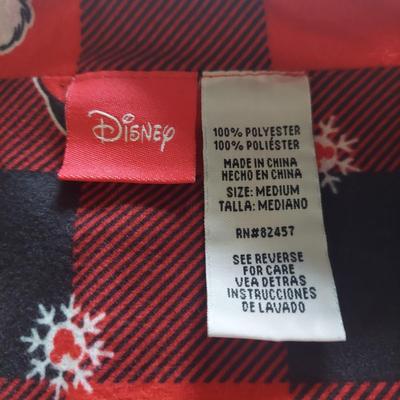 Disney
100% POLYESTER
100% POLIÉSTER
MADE IN CHINA
HECHO EN CHINA
SIZE: MEDIUM
TALLA: MEDIANO
RN#82457
SEE REVERSE
FOR CARE
VEA DETRAS
INSTRUCCIONES
DE LAVADO